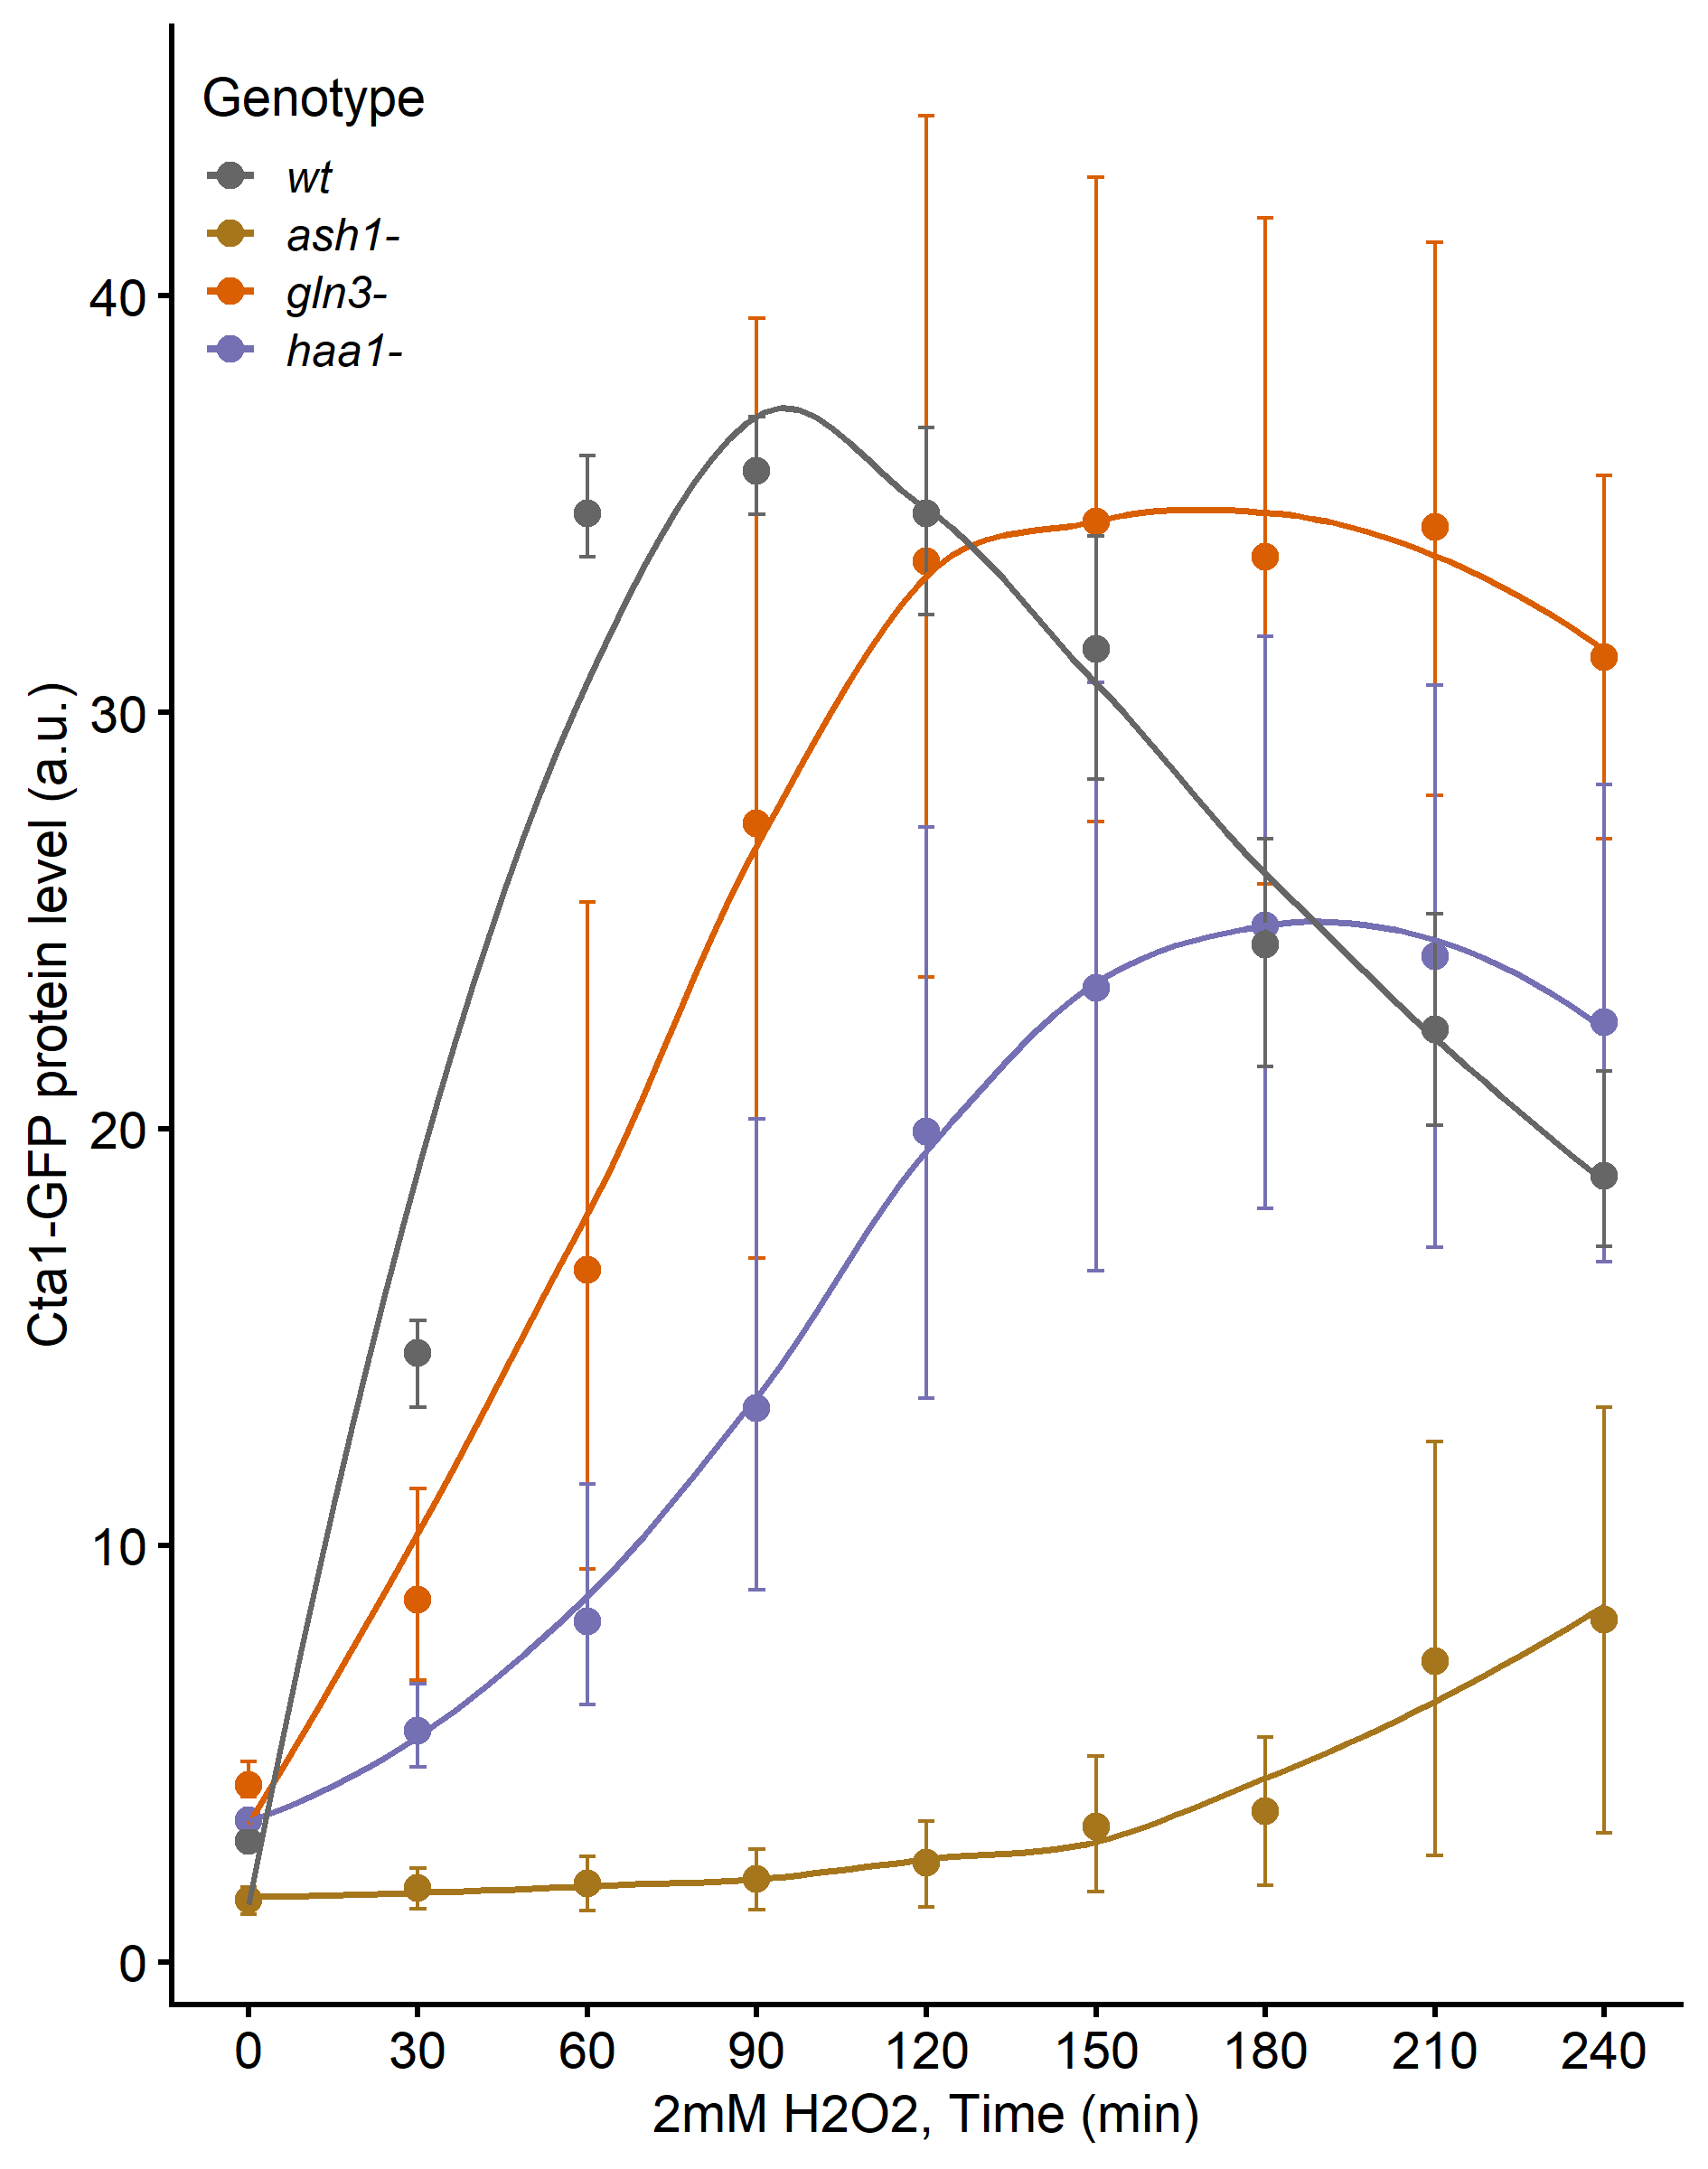 Genotype
wt
ash1-
gln3-
haa1-
Cta1-GFP protein level (a.u.)
40
30
20
10
0
0 30 60 90 120 150 180 210 240
2mM H2O2, Time (min)